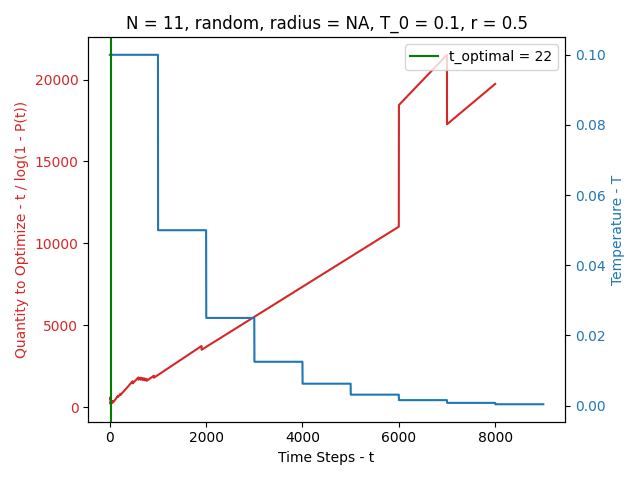 N = 11, random, radius = NA, T_0 = 0.1, r = 0.5
t_optimal = 22
Quantity to Optimize - t / log(1 - P(t))
20000
15000
10000
5000
0
0.10
0.08
0.06
0.04
0.02
0.00
Temperature - T
0 2000 4000 6000 8000
Time Steps - t